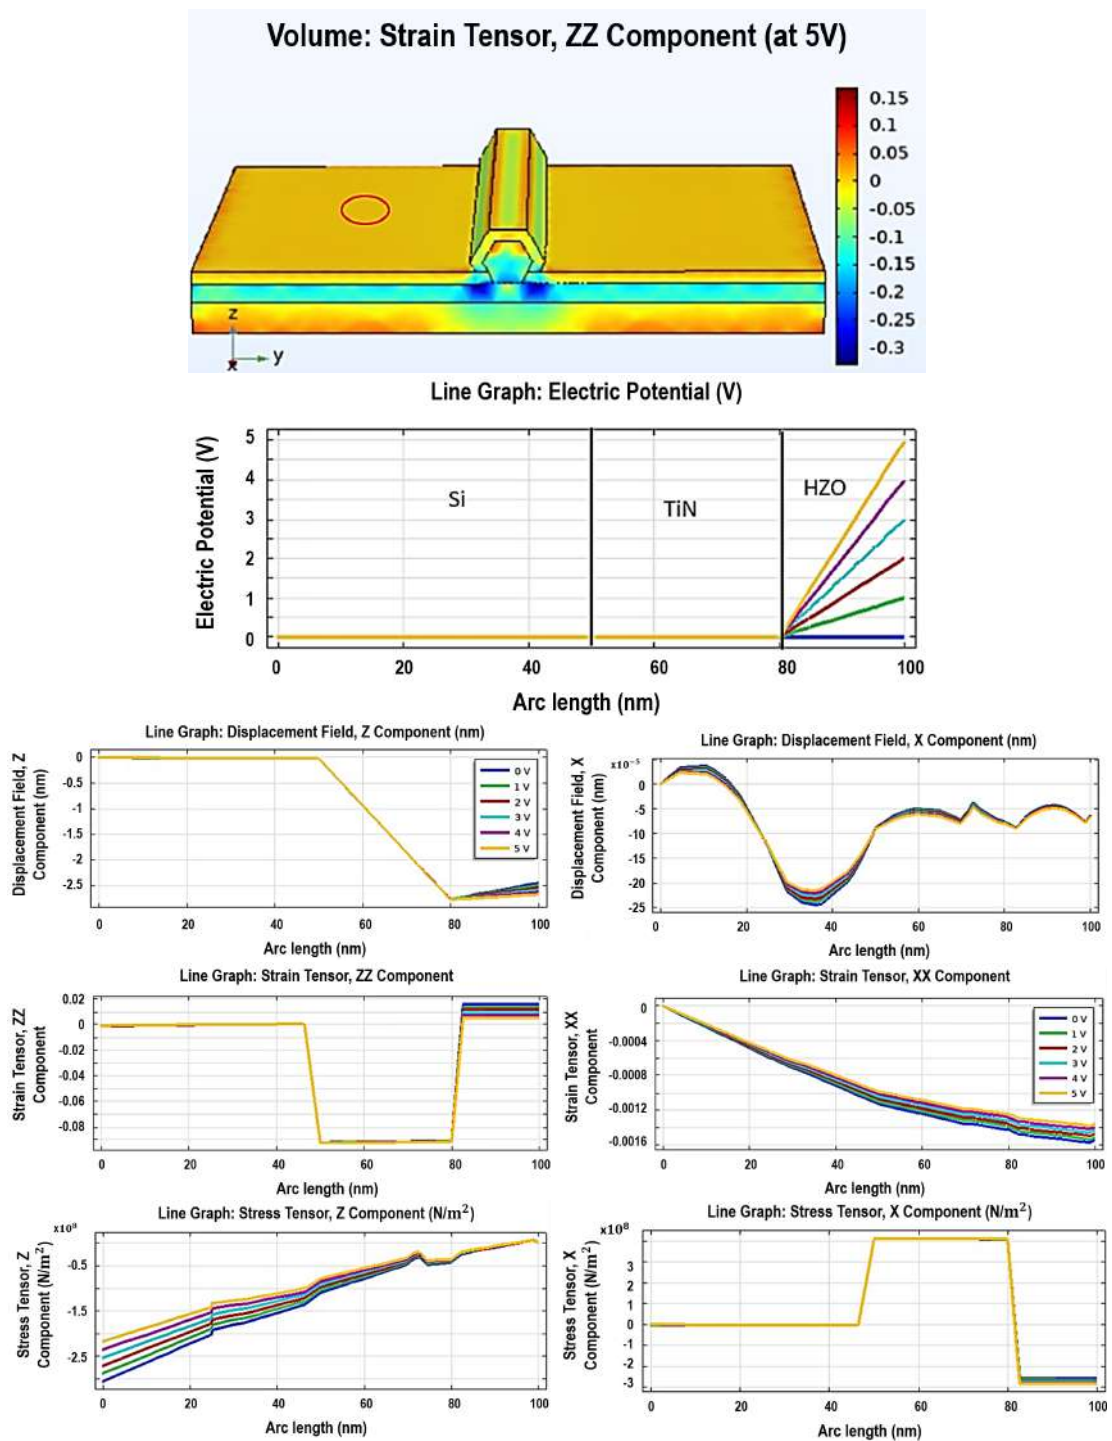 Volume: Strain Tensor, ZZ Component (at 5V)
0.15
0.1
0.05
0
-0.05
-0.1
-0.15
-0.2
-0.25
-0.3
z
y
x
Line Graph: Electric Potential (V)
Electric Potential (V)
5
4
3
2
1
0
Si
TiN
HZO
0 20 40 60 80 100
Arc length (nm)
Line Graph: Displacement Field, Z Component (nm)
Displacement Field, Z
Component (nm)
0
-0.5
-1
-1.5
-2
-2.5
0 V
1 V
2 V
3 V
4 V
5 V
0 20 40 60 80 100
Arc length (nm)
Line Graph: Displacement Field, X Component (nm)
Displacement Field, X
Component (nm)
x10⁻⁵
0
-5
-10
-15
-20
-25
0 20 40 60 80 100
Arc length (nm)
Line Graph: Strain Tensor, ZZ Component
Strain Tensor, ZZ
Component
0.02
0
-0.02
-0.04
-0.06
-0.08
0 20 40 60 80 100
Arc length (nm)
Line Graph: Strain Tensor, XX Component
Strain Tensor, XX
Component
0
-0.0004
-0.0008
-0.0012
-0.0016
0 V
1 V
2 V
3 V
4 V
5 V
0 20 40 60 80 100
Arc length (nm)
Line Graph: Stress Tensor, Z Component (N/m²)
Stress Tensor, Z
Component (N/m²)
-0.5
-1.5
-2.5
0 20 40 60 80 100
Arc length (nm)
Line Graph: Stress Tensor, X Component (N/m²)
Stress Tensor, X
Component (N/m²)
x10⁸
3
2
1
0
-1
-2
-3
0 20 40 60 80 100
Arc length (nm)